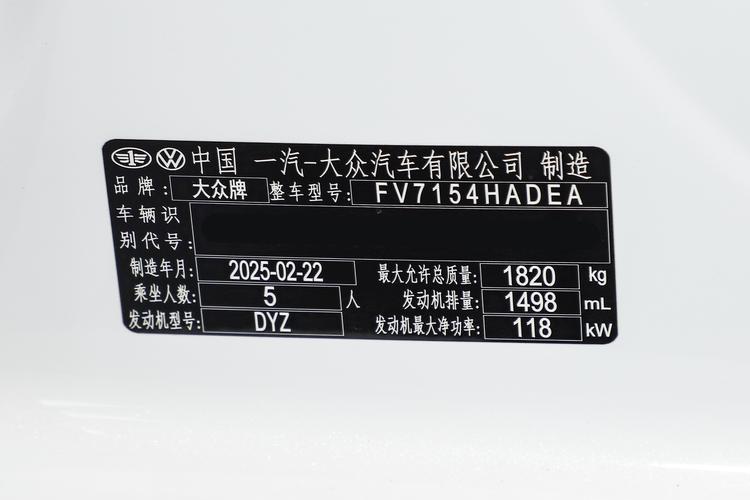 中国 一汽-大众汽车有限公司 制造
品牌: 大众牌 整车型号: FV7154HADEA
车辆识
别代号:
制造年月: 2025-02-22 最大允许总质量: 1820 kg
乘坐人数: 5 人 发动机排量: 1498 mL
发动机型号: DYZ 发动机最大净功率: 118 kW